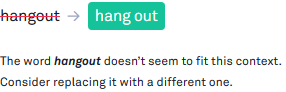 hangout → hang out
The word hangout doesn't seem to fit this context.
Consider replacing it with a different one.